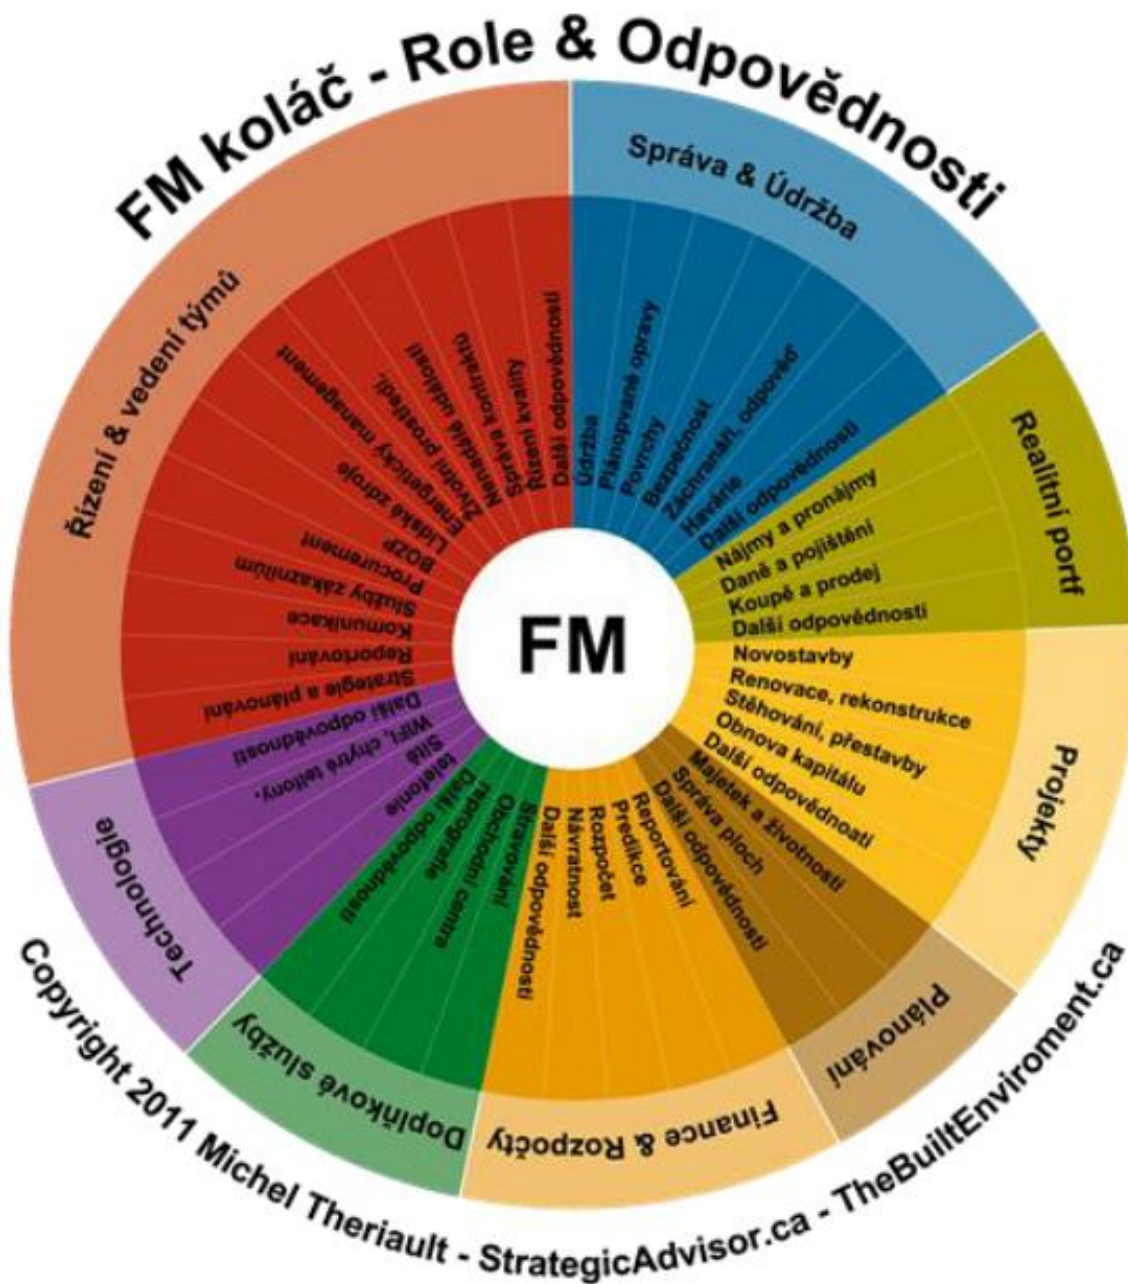 FM koláč - Role & Odpovědnosti
Správa & Údržba
Údržba
Plánopvané opravy
Povrchy
Bezpečnost
Záchranáři, odpověď
Havárie
Další odpovědnosti
Realitní portf
Nájmy a pronájmy
Daně a pojištění
Koupě a prodej
Další odpovědnosti
Projekty
Novostavby
Renovace, rekonstrukce
Stěhování, přestavby
Obnova kapitálu
Další odpovědnosti
Plánování
Majetek a životnosti
Správa ploch
Další odpovědnosti
Finance & Rozpočty
Reportování
Predikce
Rozpočet
Návratnost
Další odpovědnosti
Doplňkové služby
Stravování
Obchodní centra
reprografie
Další odpovědnosti
Technologie
telefonie
Sítě
WiFi, chytré telfony,
Další odpovědnosti
Řízení & vedení týmů
Strategie a plánování
Reportování
Komunikace
Služby zákazníkům
Procurement
BOZP
Lidské zdroje
Energetický management
Životní prostředí,
Nenadálé události
Správa kontraktů
Řízení kvality
Další odpovědnosti
FM
Copyright 2011 Michel Theriault - StrategicAdvisor.ca - TheBuiltEnviroment.ca